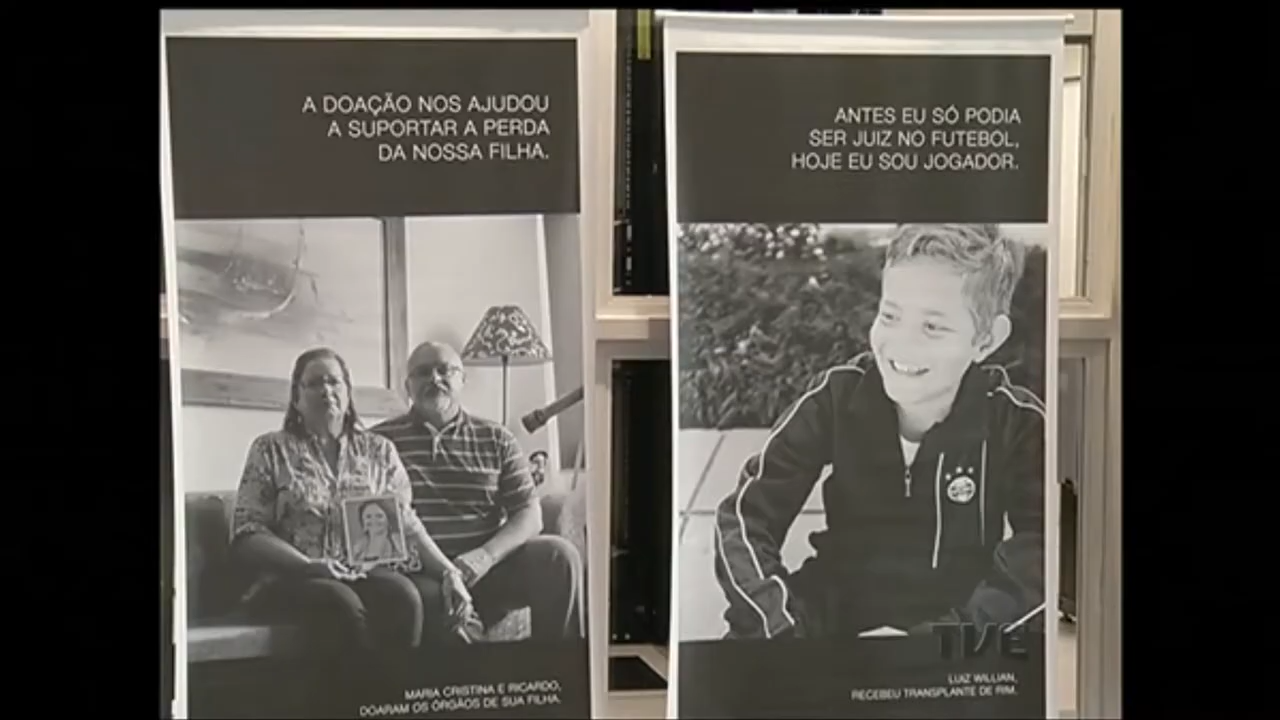 A DOAÇÃO NOS AJUDOU
A SUPORTAR A PERDA
DA NOSSA FILHA.
MARIA CRISTINA E RICARDO,
DOARAM OS ÓRGÃOS DE SUA FILHA.
ANTES EU SÓ PODIA
SER JUIZ NO FUTEBOL,
HOJE EU SOU JOGADOR.
TVE
LUIZ WILLIAN,
RECEBEU TRANSPLANTE DE RIM.